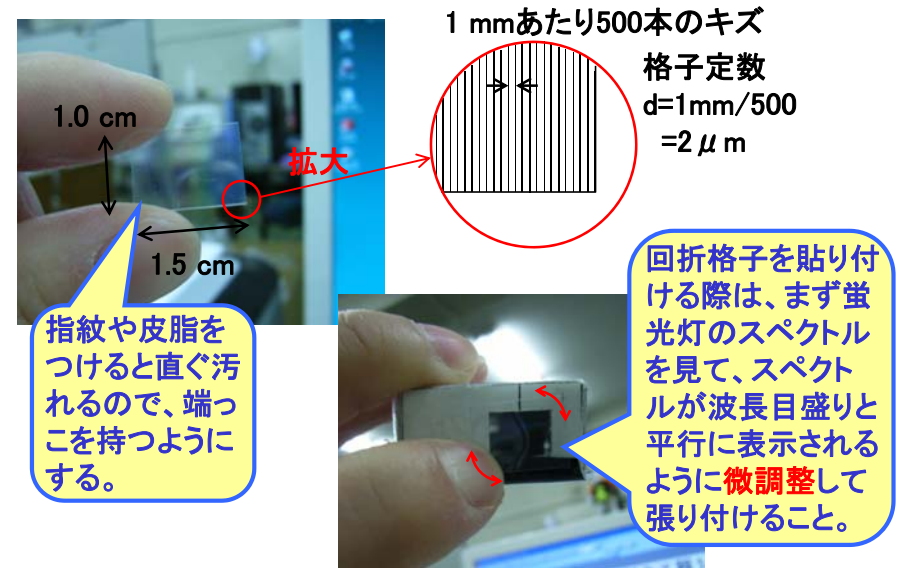 1 mmあたり500本のキズ
格子定数
d=1mm/500
=2μm
1.0 cm
拡大
1.5 cm
指紋や皮脂を
つけると直ぐ汚
れるので、端っ
こを持つように
する。
回折格子を貼り付
ける際は、まず蛍
光灯のスペクトル
を見て、スペクト
ルが波長目盛りと
平行に表示される
ように微調整して
張り付けること。